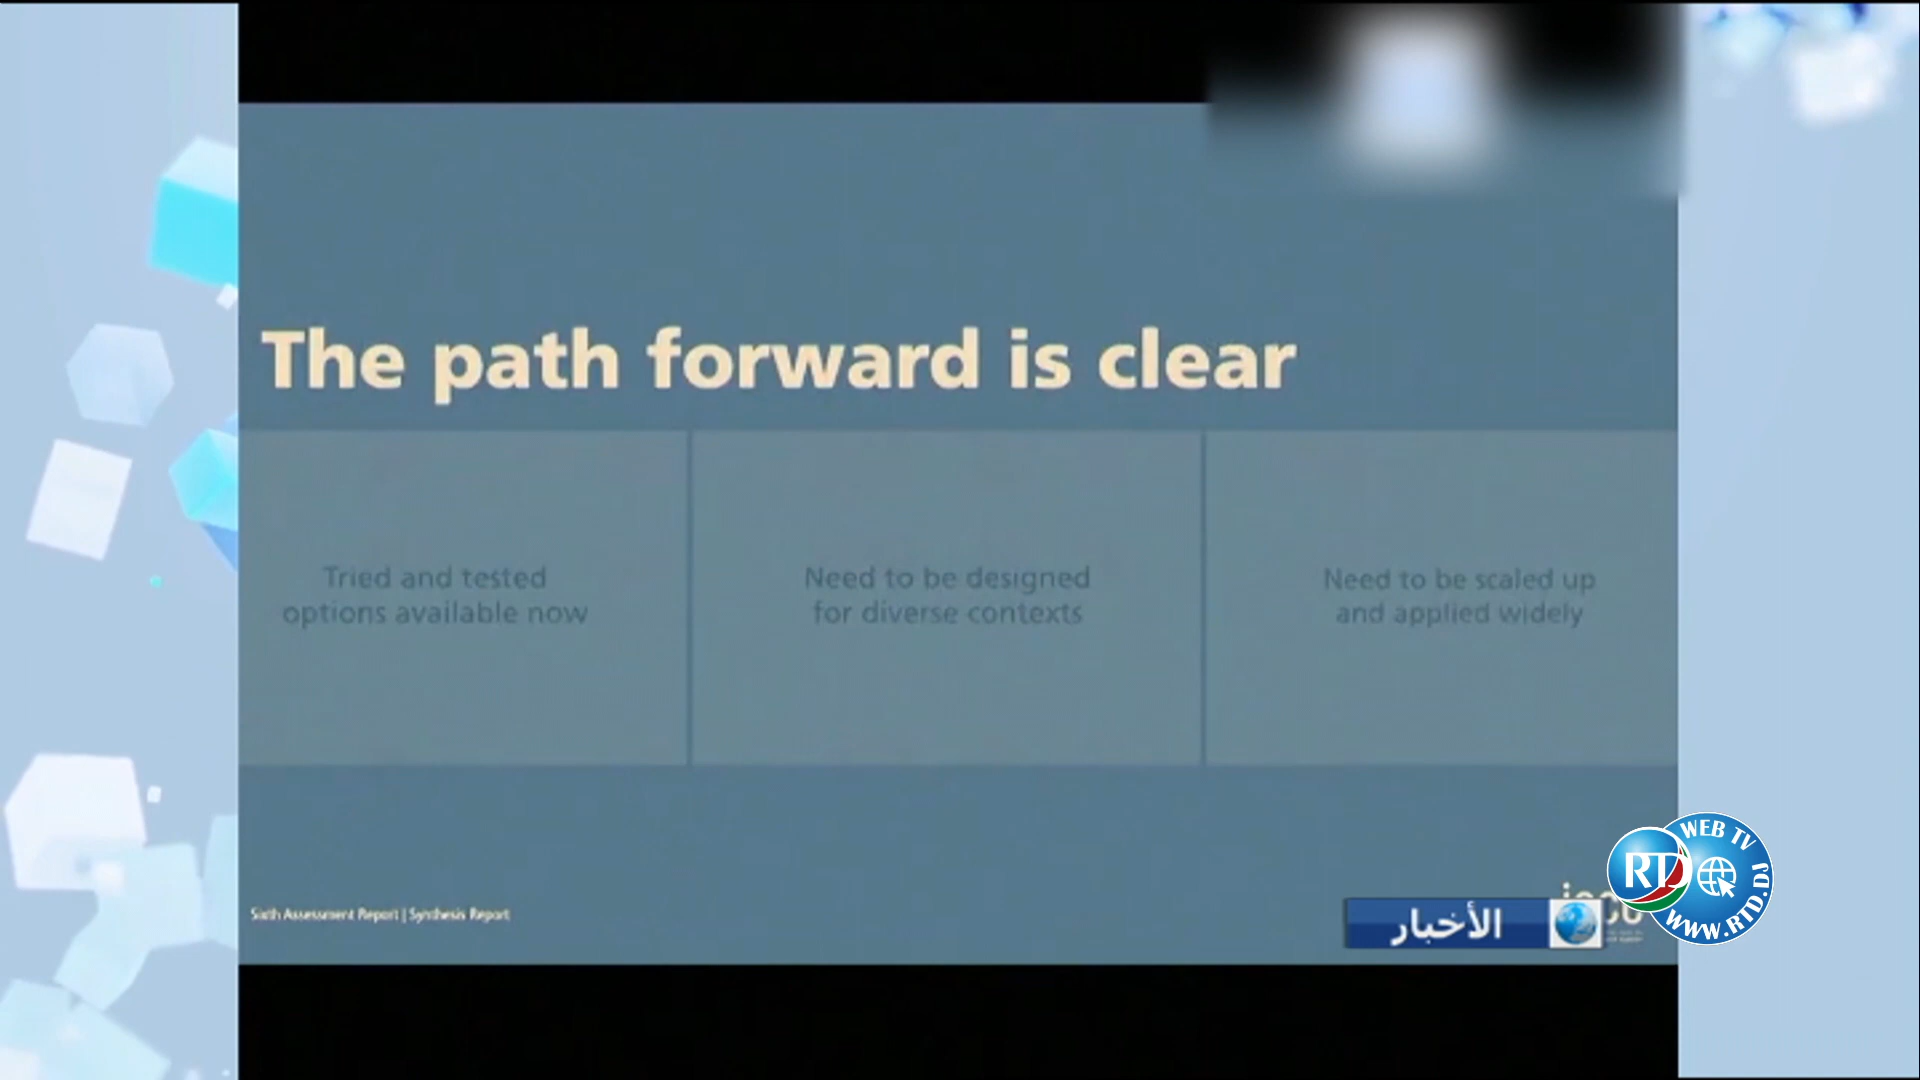 The path forward is clear
Tried and tested
options available now
Need to be designed
for diverse contexts
Need to be scaled up
and applied widely
Sixth Assessment Report | Synthesis Report
الأخبار
RTD
WEB TV
WWW.RTD.DJ